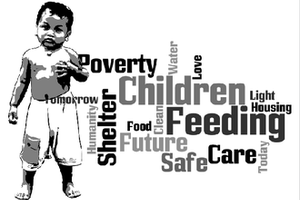 Poverty
Water
Love
Children
Tomorrow
Light
Housing
Humanity
Shelter
Food
Clean
Feeding
Future
Safe
Care
Today